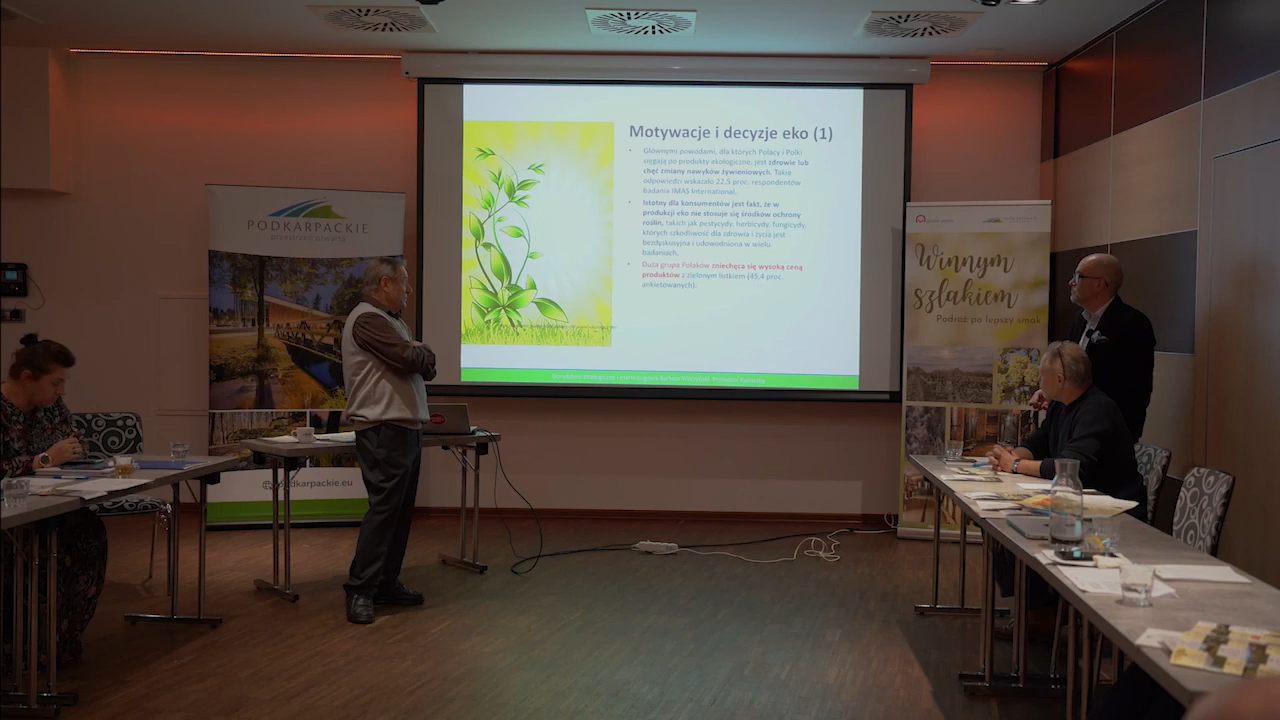 Motywacje i decyzje eko (1)
• Głównymi powodami, dla których Polacy i Polki
sięgają po produkty ekologiczne, jest zdrowie lub
chęć zmiany nawyków żywieniowych. Takie
odpowiedzi wskazało 22,5 proc. respondentów
badania IMAS International.
• Istotny dla konsumentów jest fakt, że w
produkcji eko nie stosuje się środków ochrony
roślin, takich jak pestycydy, herbicydy, fungicydy,
których szkodliwość dla zdrowia i życia jest
bezdyskusyjna i udowodniona w wielu
badaniach.
• Duża grupa Polaków zniechęca się wysoką ceną
produktów z zielonym listkiem (45,4 proc.
ankietowanych).
PODKARPACKIE
przestrzeń otwarta
podkarpackie.eu
Winnym
szlakiem
Podróż po lepszy smak